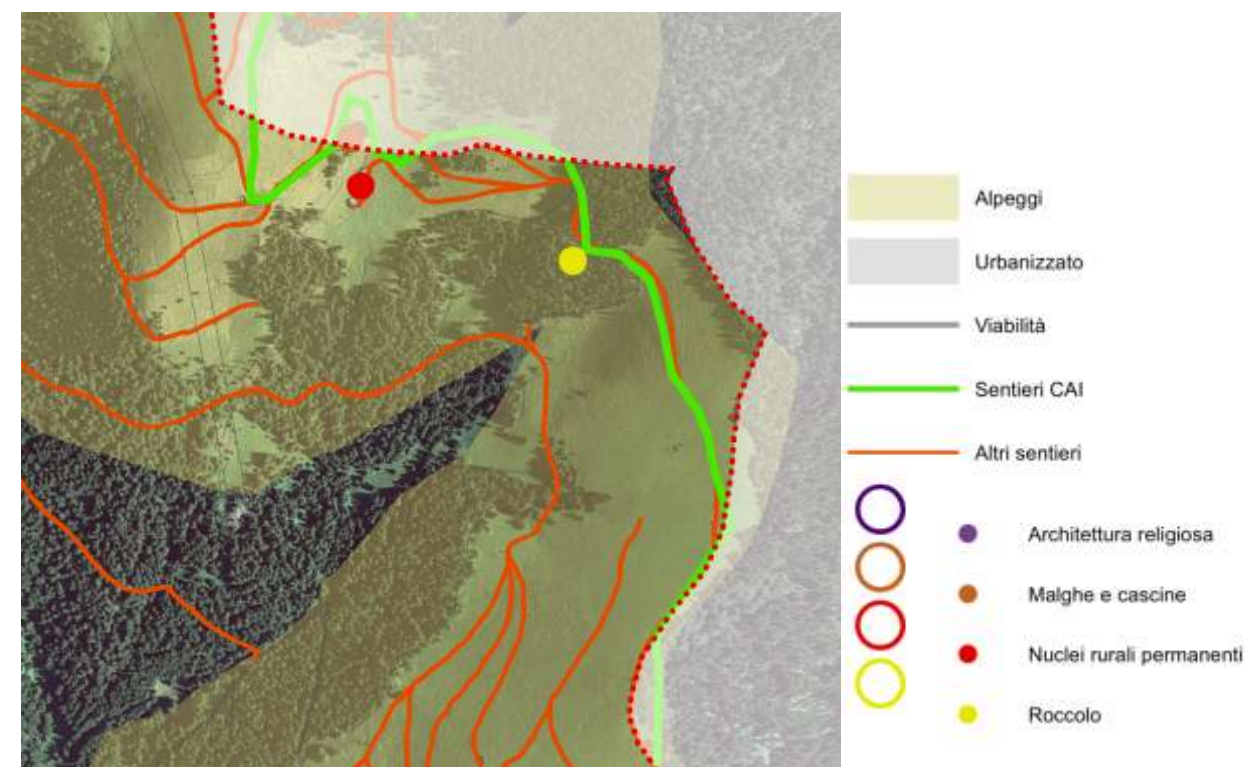 Alpeggi
Urbanizzato
Viabilità
Sentieri CAI
Altri sentieri
Architettura religiosa
Malghe e cascine
Nuclei rurali permanenti
Roccolo